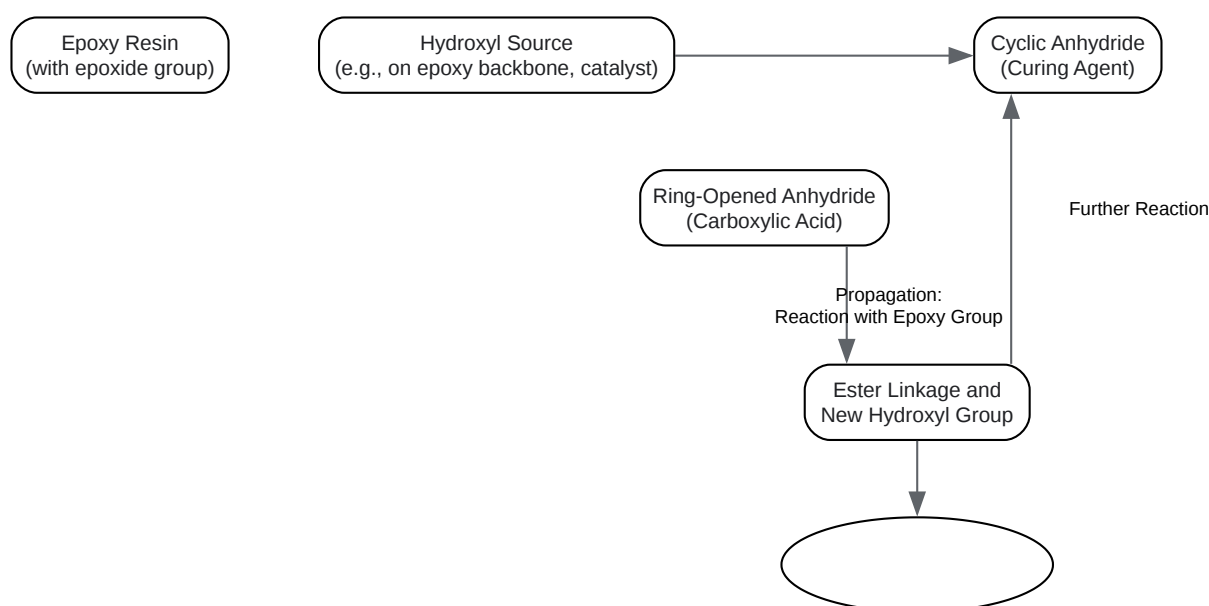 Epoxy Resin
(with epoxide group)
Hydroxyl Source
(e.g., on epoxy backbone, catalyst)
Cyclic Anhydride
(Curing Agent)
Ring-Opened Anhydride
(Carboxylic Acid)
Further Reaction
Propagation:
Reaction with Epoxy Group
Ester Linkage and
New Hydroxyl Group